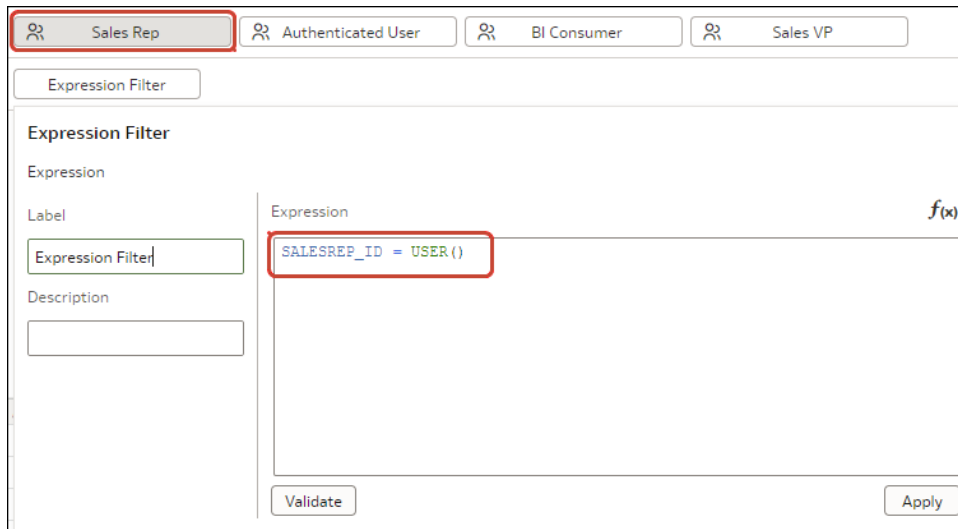 Sales Rep Authenticated User BI Consumer Sales VP
Expression Filter
Expression Filter
Expression
Label
Expression Filter
Description
Expression f(x)
SALESREP_ID = USER()
Validate Apply